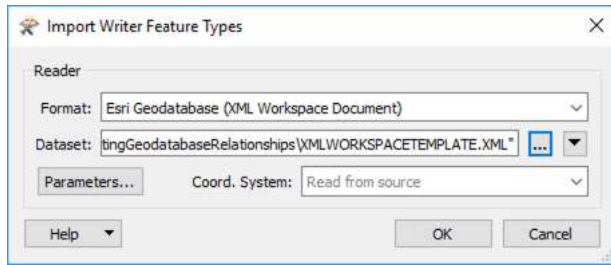 Import Writer Feature Types
Reader
Format: Esri Geodatabase (XML Workspace Document)
Dataset: tingGeodatabaseRelationships\XMLWORKSPACETEMPLATE.XML" ...
Parameters... Coord. System: Read from source
Help OK Cancel